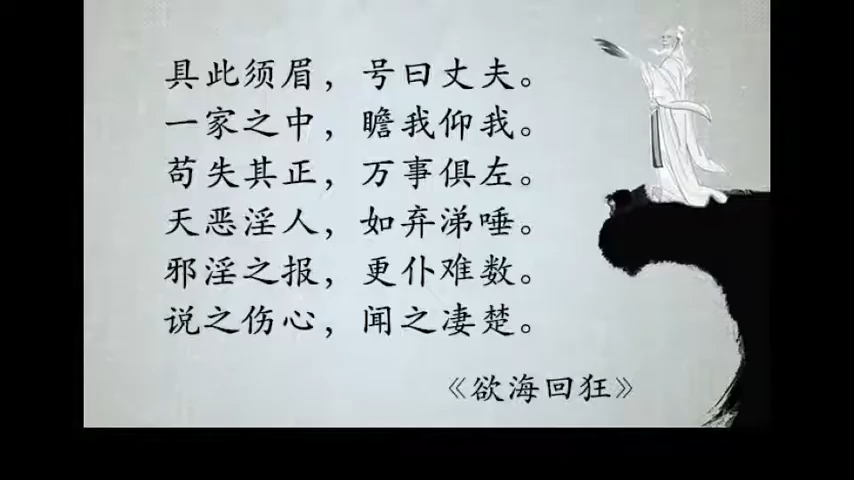 具此须眉，号曰丈夫。
一家之中，瞻我仰我。
苟失其正，万事俱左。
天恶淫人，如弃涕唾。
邪淫之报，更仆难数。
说之伤心，闻之凄楚。
《欲海回狂》